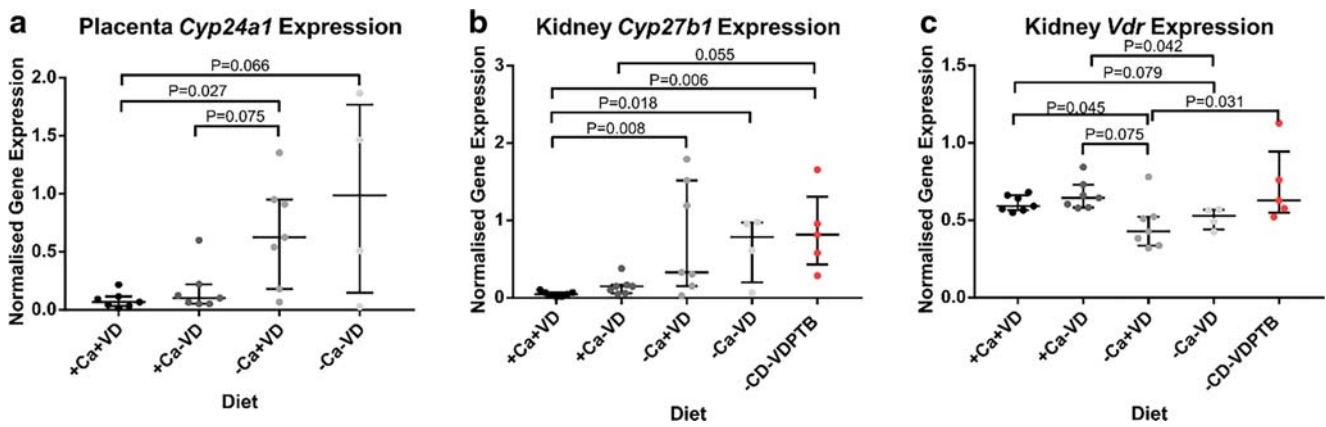 a
Placenta Cyp24a1 Expression
Normalised Gene Expression
2.0
1.5
1.0
0.5
0.0
P=0.066
P=0.027
P=0.075
+Ca+VD
+Ca-VD
-Ca+VD
-Ca-VD
Diet
b
Kidney Cyp27b1 Expression
Normalised Gene Expression
3
2
1
0
0.055
P=0.006
P=0.018
P=0.008
+Ca+VD
+Ca-VD
-Ca+VD
-Ca-VD
-CD-VDPTB
Diet
c
Kidney Vdr Expression
Normalised Gene Expression
1.5
1.0
0.5
0.0
P=0.042
P=0.079
P=0.045
P=0.031
P=0.075
+Ca+VD
+Ca-VD
-Ca+VD
-Ca-VD
-CD-VDPTB
Diet